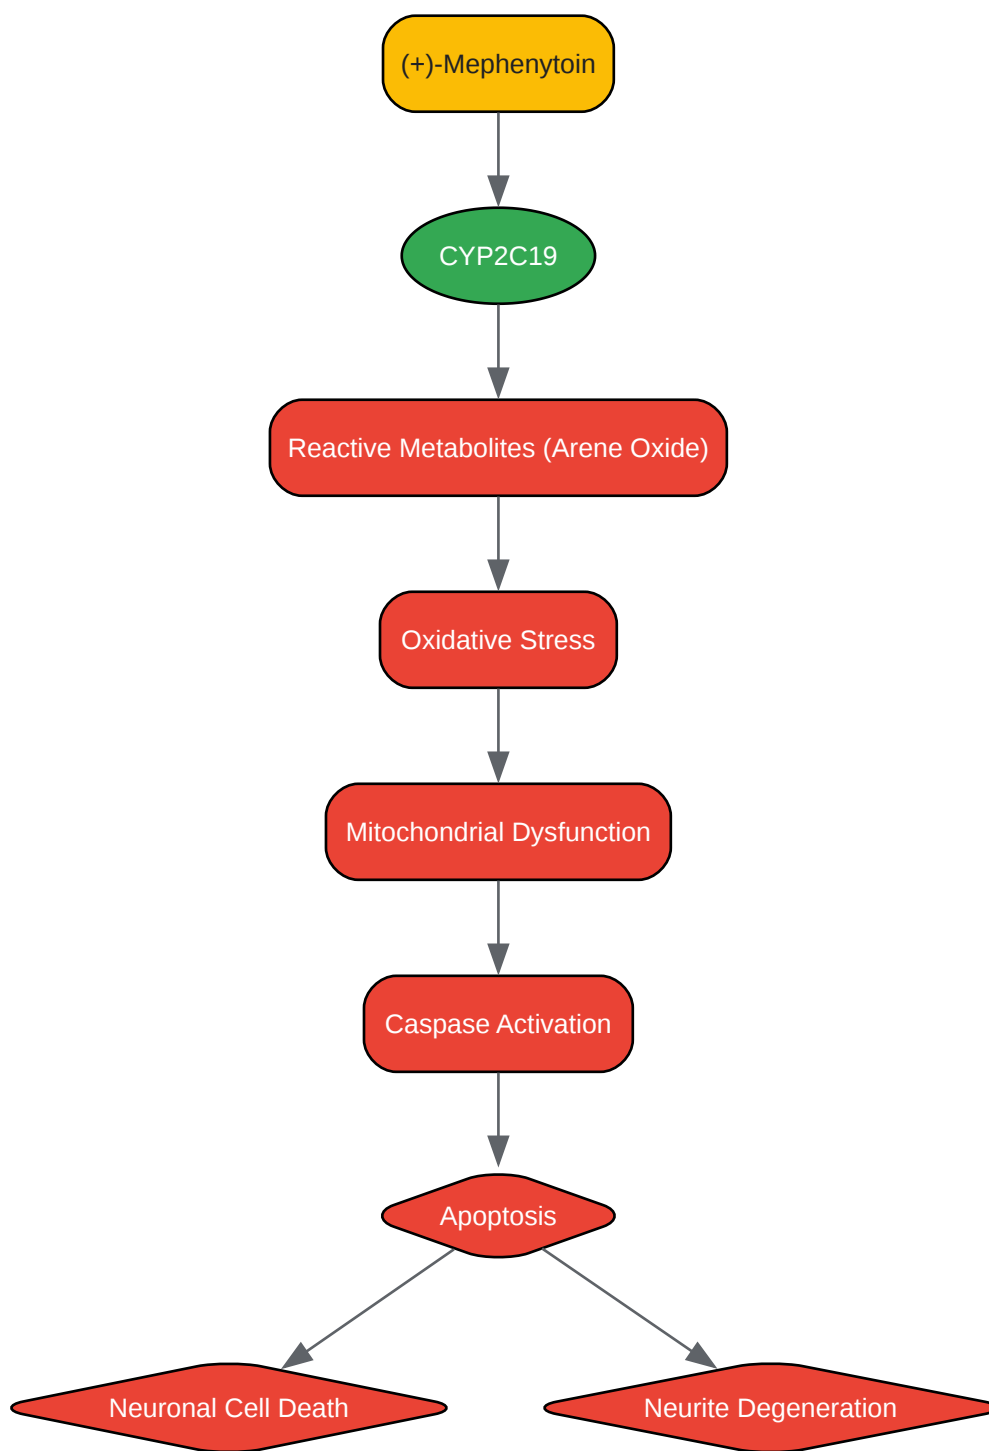 (+)-Mephenytoin
CYP2C19
Reactive Metabolites (Arene Oxide)
Oxidative Stress
Mitochondrial Dysfunction
Caspase Activation
Apoptosis
Neuronal Cell Death
Neurite Degeneration